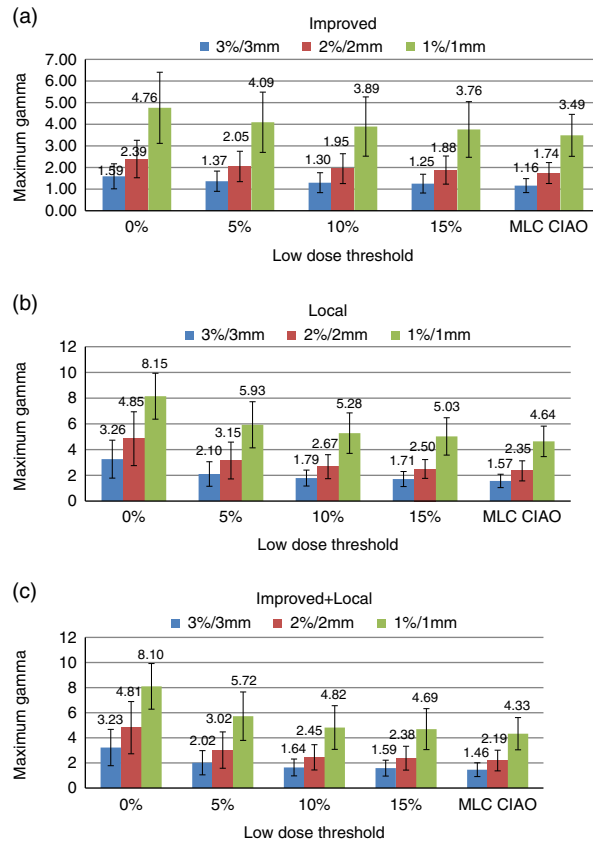 (a)
Improved
3%/3mm 2%/2mm 1%/1mm
Maximum gamma
7.00
6.00
5.00
4.00
3.00
2.00
1.00
0.00
1.59 2.39 4.76
1.37 2.05 4.09
1.30 1.95 3.89
1.25 1.88 3.76
1.16 1.74 3.49
0% 5% 10% 15% MLC CIAO
Low dose threshold
(b)
Local
3%/3mm 2%/2mm 1%/1mm
Maximum gamma
12
10
8
6
4
2
0
3.26 4.85 8.15
2.10 3.15 5.93
1.79 2.67 5.28
1.71 2.50 5.03
1.57 2.35 4.64
0% 5% 10% 15% MLC CIAO
Low dose threshold
(c)
Improved+Local
3%/3mm 2%/2mm 1%/1mm
Maximum gamma
12
10
8
6
4
2
0
3.23 4.81 8.10
2.02 3.02 5.72
1.64 2.45 4.82
1.59 2.38 4.69
1.46 2.19 4.33
0% 5% 10% 15% MLC CIAO
Low dose threshold